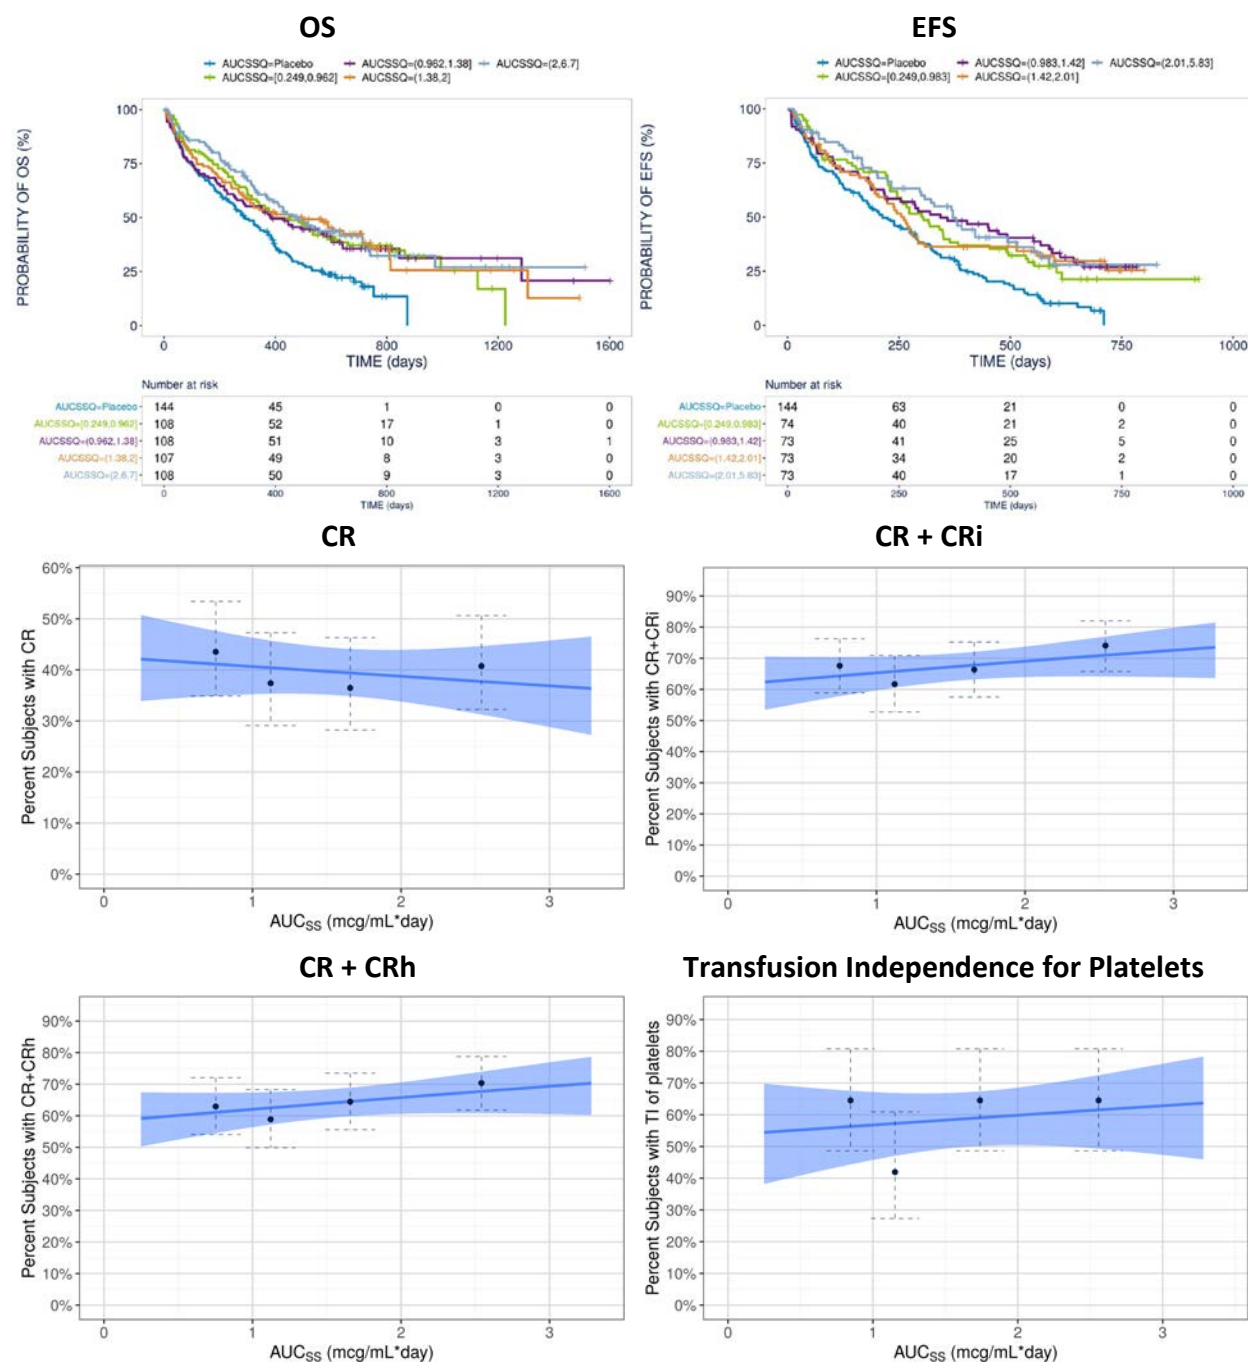 OS
EFS
AUCSSQ=Placebo AUCSSQ=(0.962,1.38] AUCSSQ=(2,6.7]
AUCSSQ=[0.249,0.962] AUCSSQ=(1.38,2]
AUCSSQ=Placebo AUCSSQ=(0.983,1.42] AUCSSQ=(2.01,5.83]
AUCSSQ=[0.249,0.983] AUCSSQ=(1.42,2.01]
PROBABILITY OF OS (%)
100
75
50
25
0
0 400 800 1200 1600
TIME (days)
PROBABILITY OF EFS (%)
100
75
50
25
0
0 250 500 750 1000
TIME (days)
Number at risk
AUCSSQ=Placebo 144 45 1 0 0
AUCSSQ=[0.249,0.962] 108 52 17 1 0
AUCSSQ=(0.962,1.38] 108 51 10 3 1
AUCSSQ=(1.38,2] 107 49 8 3 0
AUCSSQ=(2,6.7] 108 50 9 3 0
0 400 800 1200 1600
TIME (days)
Number at risk
AUCSSQ=Placebo 144 63 21 0 0
AUCSSQ=[0.249,0.983] 74 40 21 2 0
AUCSSQ=(0.983,1.42] 73 41 25 5 0
AUCSSQ=(1.42,2.01] 73 34 20 2 0
AUCSSQ=(2.01,5.83] 73 40 17 1 0
0 250 500 750 1000
TIME (days)
CR
Percent Subjects with CR
60%
50%
40%
30%
20%
10%
0%
0 1 2 3
AUCSS (mcg/mL*day)
CR + CRi
Percent Subjects with CR+CRi
90%
80%
70%
60%
50%
40%
30%
20%
10%
0%
0 1 2 3
AUCSS (mcg/mL*day)
CR + CRh
Percent Subjects with CR+CRh
90%
80%
70%
60%
50%
40%
30%
20%
10%
0%
0 1 2 3
AUCSS (mcg/mL*day)
Transfusion Independence for Platelets
Percent Subjects with TI of platelets
90%
80%
70%
60%
50%
40%
30%
20%
10%
0%
0 1 2 3
AUCSS (mcg/mL*day)